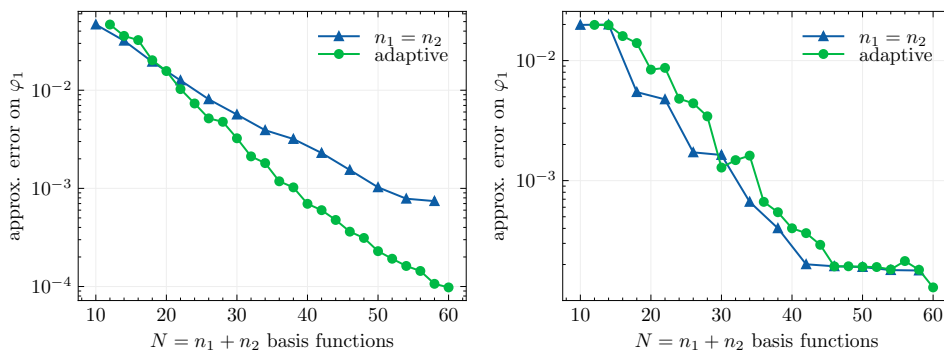 approx. error on φ₁
10⁻²
10⁻³
10⁻⁴
n₁ = n₂
adaptive
10 20 30 40 50 60
N = n₁ + n₂ basis functions
approx. error on φ₁
10⁻²
10⁻³
n₁ = n₂
adaptive
10 20 30 40 50 60
N = n₁ + n₂ basis functions